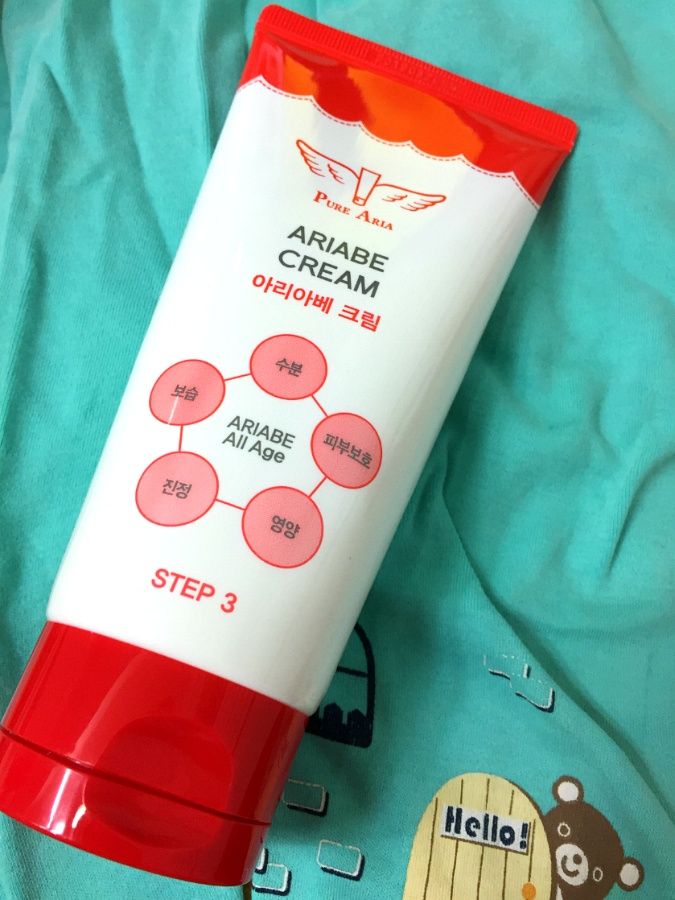 PURE ARIA
ARIABE
CREAM
아리아베 크림
수분
보습
피부보호
ARIABE
All Age
진정
영양
STEP 3
Hello!